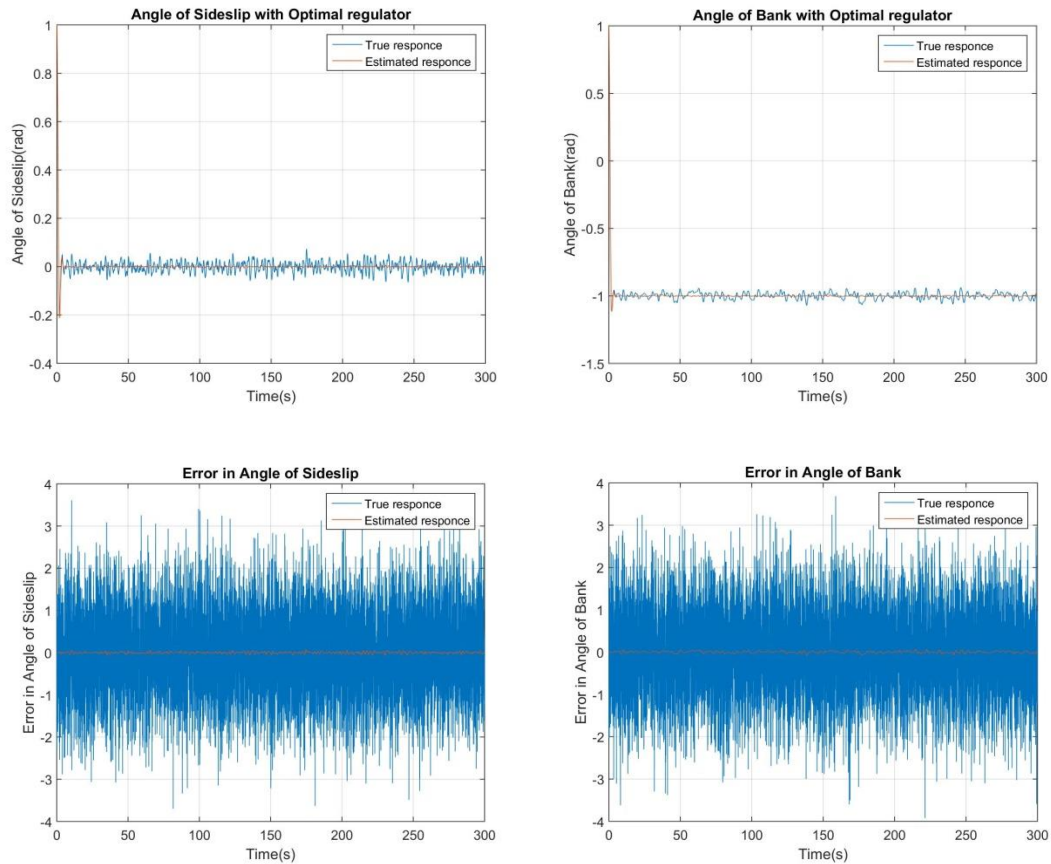 Angle of Sideslip with Optimal regulator
True responce
Estimated responce
Angle of Sideslip(rad)
1
0.8
0.6
0.4
0.2
0
-0.2
-0.4
0 50 100 150 200 250 300
Time(s)
Angle of Bank with Optimal regulator
True responce
Estimated responce
Angle of Bank(rad)
1
0.5
0
-0.5
-1
-1.5
0 50 100 150 200 250 300
Time(s)
Error in Angle of Sideslip
True responce
Estimated responce
Error in Angle of Sideslip
4
3
2
1
0
-1
-2
-3
-4
0 50 100 150 200 250 300
Time(s)
Error in Angle of Bank
True responce
Estimated responce
Error in Angle of Bank
4
3
2
1
0
-1
-2
-3
-4
0 50 100 150 200 250 300
Time(s)